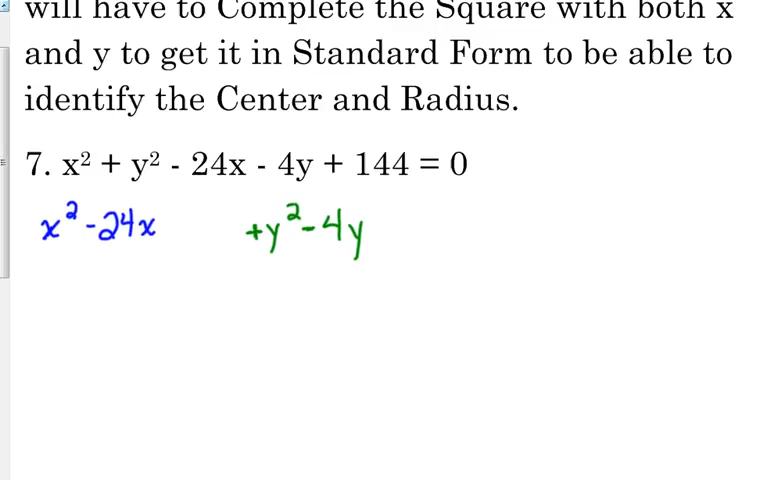 will have to Complete the Square with both x
and y to get it in Standard Form to be able to
identify the Center and Radius.
7. x² + y² - 24x - 4y + 144 = 0
x² - 24x +y² - 4y